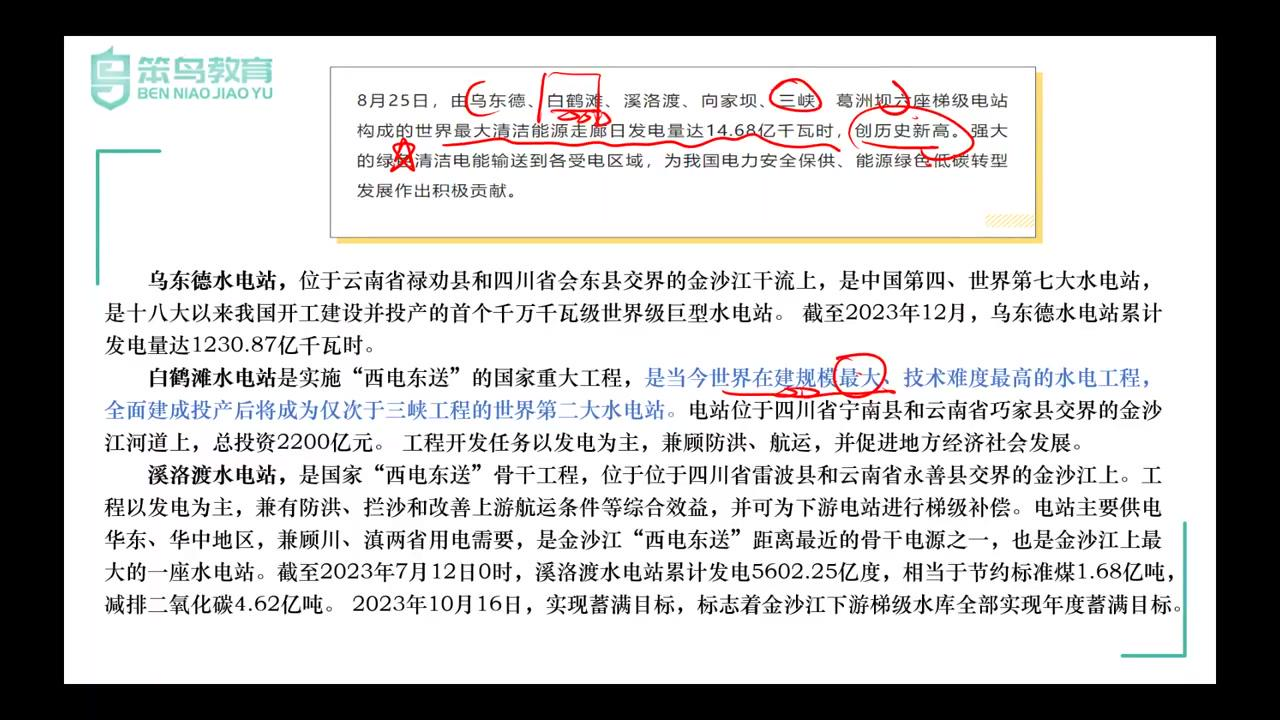 笨鸟教育
BEN NIAO JIAO YU
8月25日，由乌东德、白鹤滩、溪洛渡、向家坝、三峡、葛洲坝六座梯级电站
构成的世界最大清洁能源走廊日发电量达14.68亿千瓦时，创历史新高。强大
的绿色清洁电能输送到各受电区域，为我国电力安全保供、能源绿色低碳转型
发展作出积极贡献。
乌东德水电站，位于云南省禄劝县和四川省会东县交界的金沙江干流上，是中国第四、世界第七大水电站，
是十八大以来我国开工建设并投产的首个千万千瓦级世界级巨型水电站。 截至2023年12月，乌东德水电站累计
发电量达1230.87亿千瓦时。
白鹤滩水电站是实施“西电东送”的国家重大工程，是当今世界在建规模最大、技术难度最高的水电工程，
全面建成投产后将成为仅次于三峡工程的世界第二大水电站。电站位于四川省宁南县和云南省巧家县交界的金沙
江河道上，总投资2200亿元。 工程开发任务以发电为主，兼顾防洪、航运，并促进地方经济社会发展。
溪洛渡水电站，是国家“西电东送”骨干工程，位于位于四川省雷波县和云南省永善县交界的金沙江上。工
程以发电为主，兼有防洪、拦沙和改善上游航运条件等综合效益，并可为下游电站进行梯级补偿。电站主要供电
华东、华中地区，兼顾川、滇两省用电需要，是金沙江“西电东送”距离最近的骨干电源之一，也是金沙江上最
大的一座水电站。截至2023年7月12日0时，溪洛渡水电站累计发电5602.25亿度，相当于节约标准煤1.68亿吨，
减排二氧化碳4.62亿吨。 2023年10月16日，实现蓄满目标，标志着金沙江下游梯级水库全部实现年度蓄满目标。